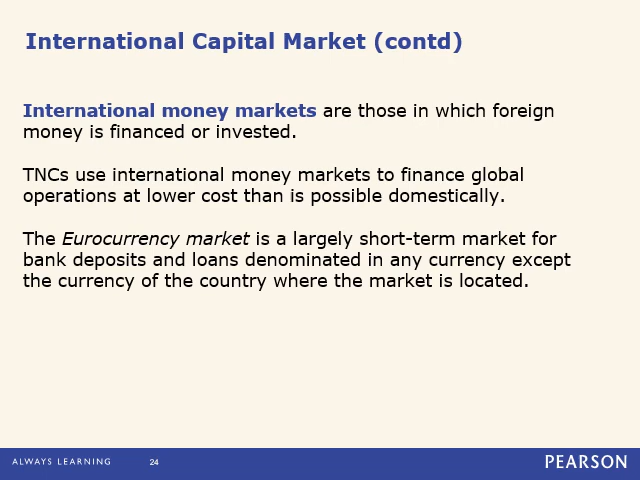 International Capital Market (contd)
International money markets are those in which foreign
money is financed or invested.
TNCs use international money markets to finance global
operations at lower cost than is possible domestically.
The Eurocurrency market is a largely short-term market for
bank deposits and loans denominated in any currency except
the currency of the country where the market is located.
ALWAYS LEARNING 24 PEARSON